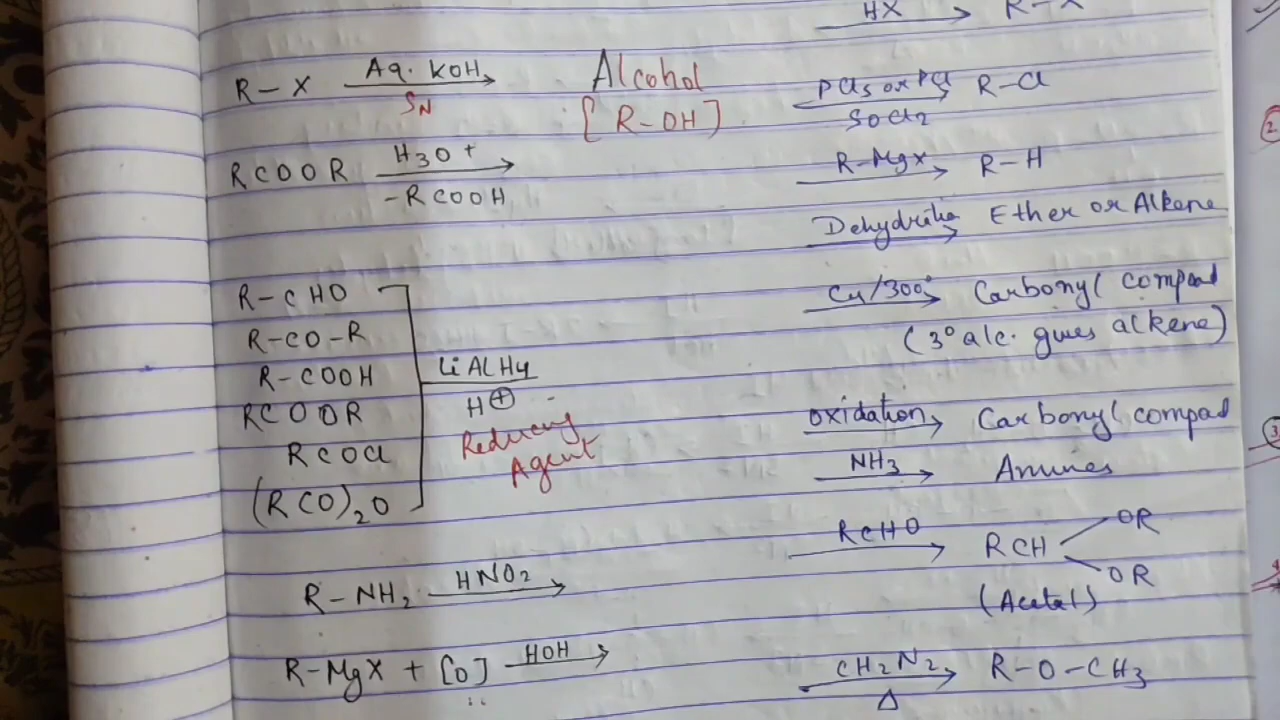 HX → R-X
R-X Aq. KOH → SN
Alcohol
[R-OH]
PCl5 or PCl3 → SOCl2 R-Cl
RCOOR H3O+ → -RCOOH
R-Mgx → R-H
Dehydration → Ether or Alkene
R-CHO
R-CO-R
R-COOH
RCOOR
RCOCl
(RCO)2O
LiAlH4
H⊕
Reducing
Agent
Cu/300° → Carbonyl compound
(3° alc. gives alkene)
oxidation → Carbonyl compound
NH3 → Amines
RCHO → RCH OR
OR
(Acetal)
R-NH2 HNO2 →
R-MgX + [O] HOH →
CH2N2 → Δ R-O-CH3
2
3